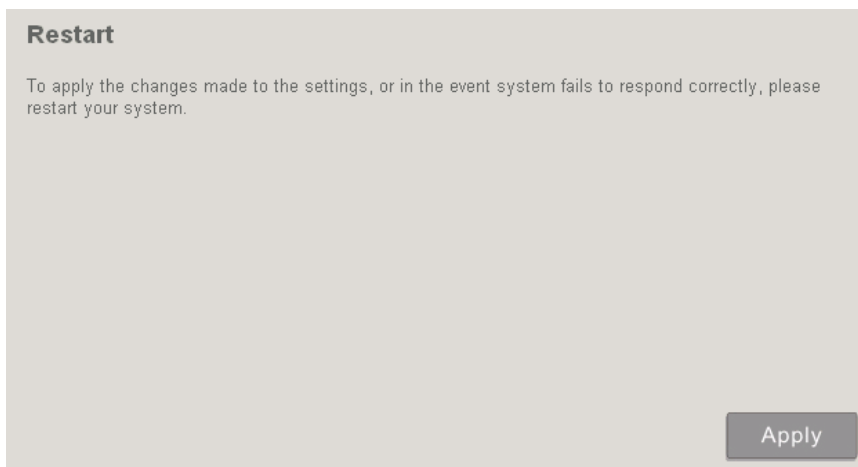 Restart
To apply the changes made to the settings, or in the event system fails to respond correctly, please
restart your system.
Apply